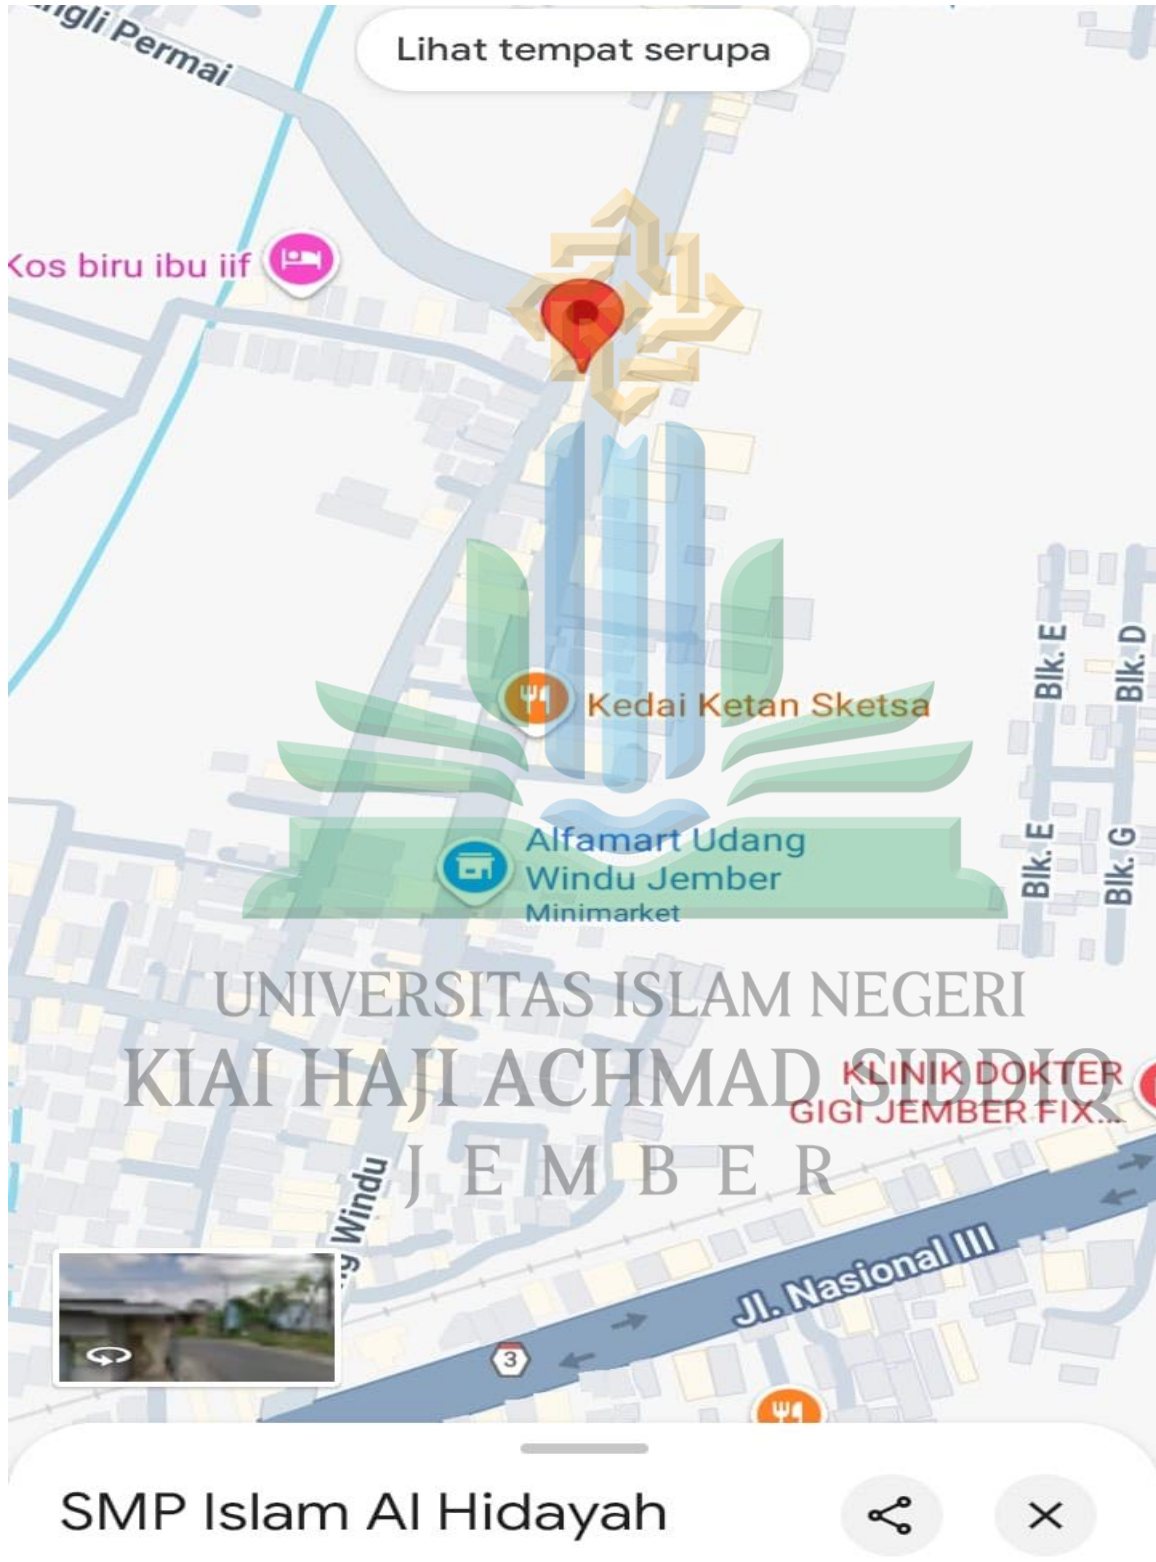 ngli Permai
Lihat tempat serupa
Kos biru ibu iif
Blk. E
Blk. D
Kedai Ketan Sketsa
Alfamart Udang
Windu Jember
Minimarket
Blk. E
Blk. G
UNIVERSITAS ISLAM NEGERI
KIAI HAJI ACHMAD SIDDIQ
JEMBER
KLINIK DOKTER
GIGI JEMBER FIX...
g Windu
Jl. Nasional III
3
SMP Islam Al Hidayah